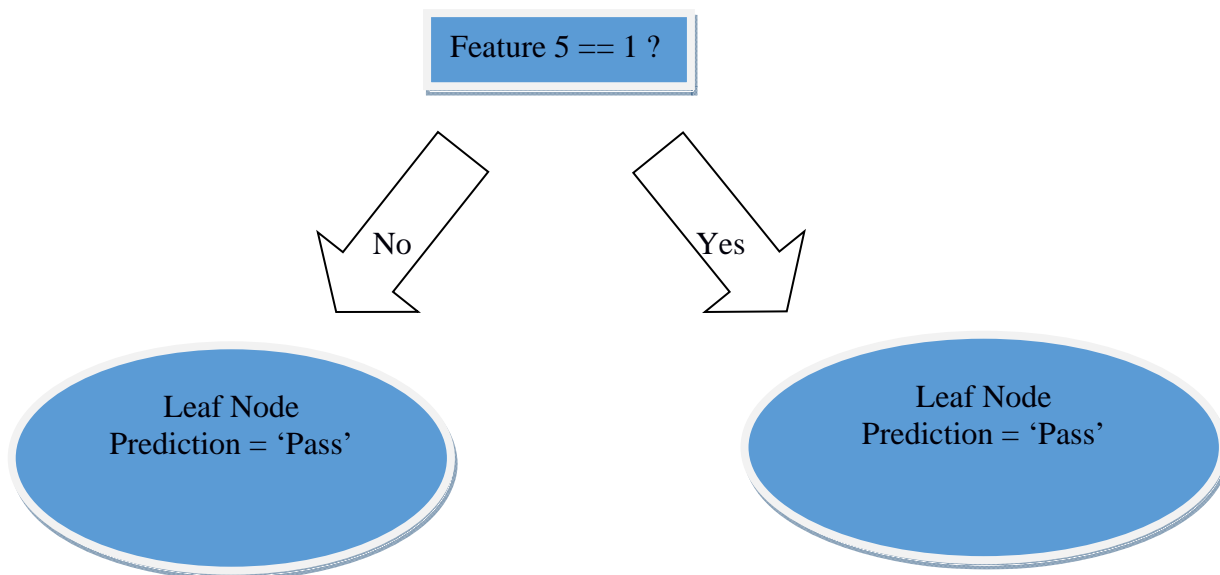 Feature 5 == 1 ?
No
Yes
Leaf Node
Prediction = ‘Pass’
Leaf Node
Prediction = ‘Pass’